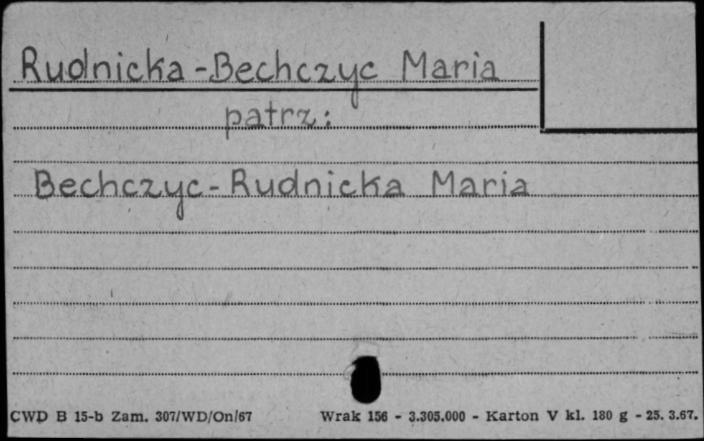 Rudnicka-Bechczyc Maria
patrz:
Bechczyc-Rudnicka Maria
CWD B 15-b Zam. 307/WD/On/67 Wrak 156 - 3.305.000 - Karton V kl. 180 g - 25. 3.67.